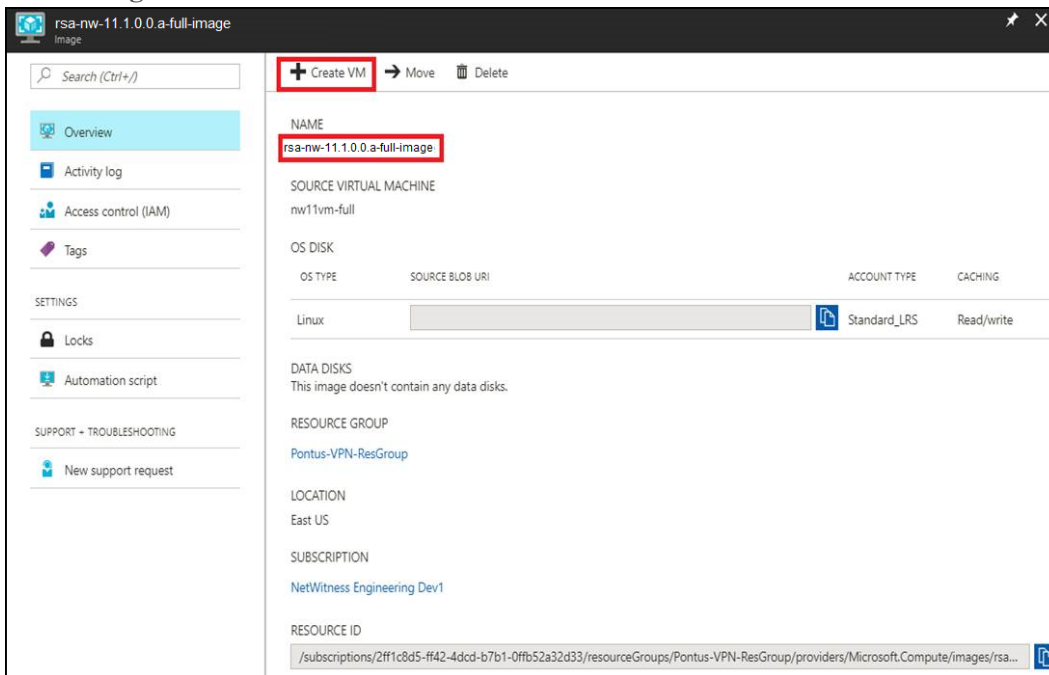 rsa-nw-11.1.0.0.a-full-image
Image
Search (Ctrl+/)
Overview
Activity log
Access control (IAM)
Tags
SETTINGS
Locks
Automation script
SUPPORT + TROUBLESHOOTING
New support request
Create VM Move Delete
NAME
rsa-nw-11.1.0.0.a-full-image
SOURCE VIRTUAL MACHINE
nw11vm-full
OS DISK
OS TYPE SOURCE BLOB URI ACCOUNT TYPE CACHING
Linux Standard_LRS Read/write
DATA DISKS
This image doesn't contain any data disks.
RESOURCE GROUP
Pontus-VPN-ResGroup
LOCATION
East US
SUBSCRIPTION
NetWitness Engineering Dev1
RESOURCE ID
/subscriptions/2ff1c8d5-ff42-4dcd-b7b1-0ffb52a32d33/resourceGroups/Pontus-VPN-ResGroup/providers/Microsoft.Compute/images/rsa...